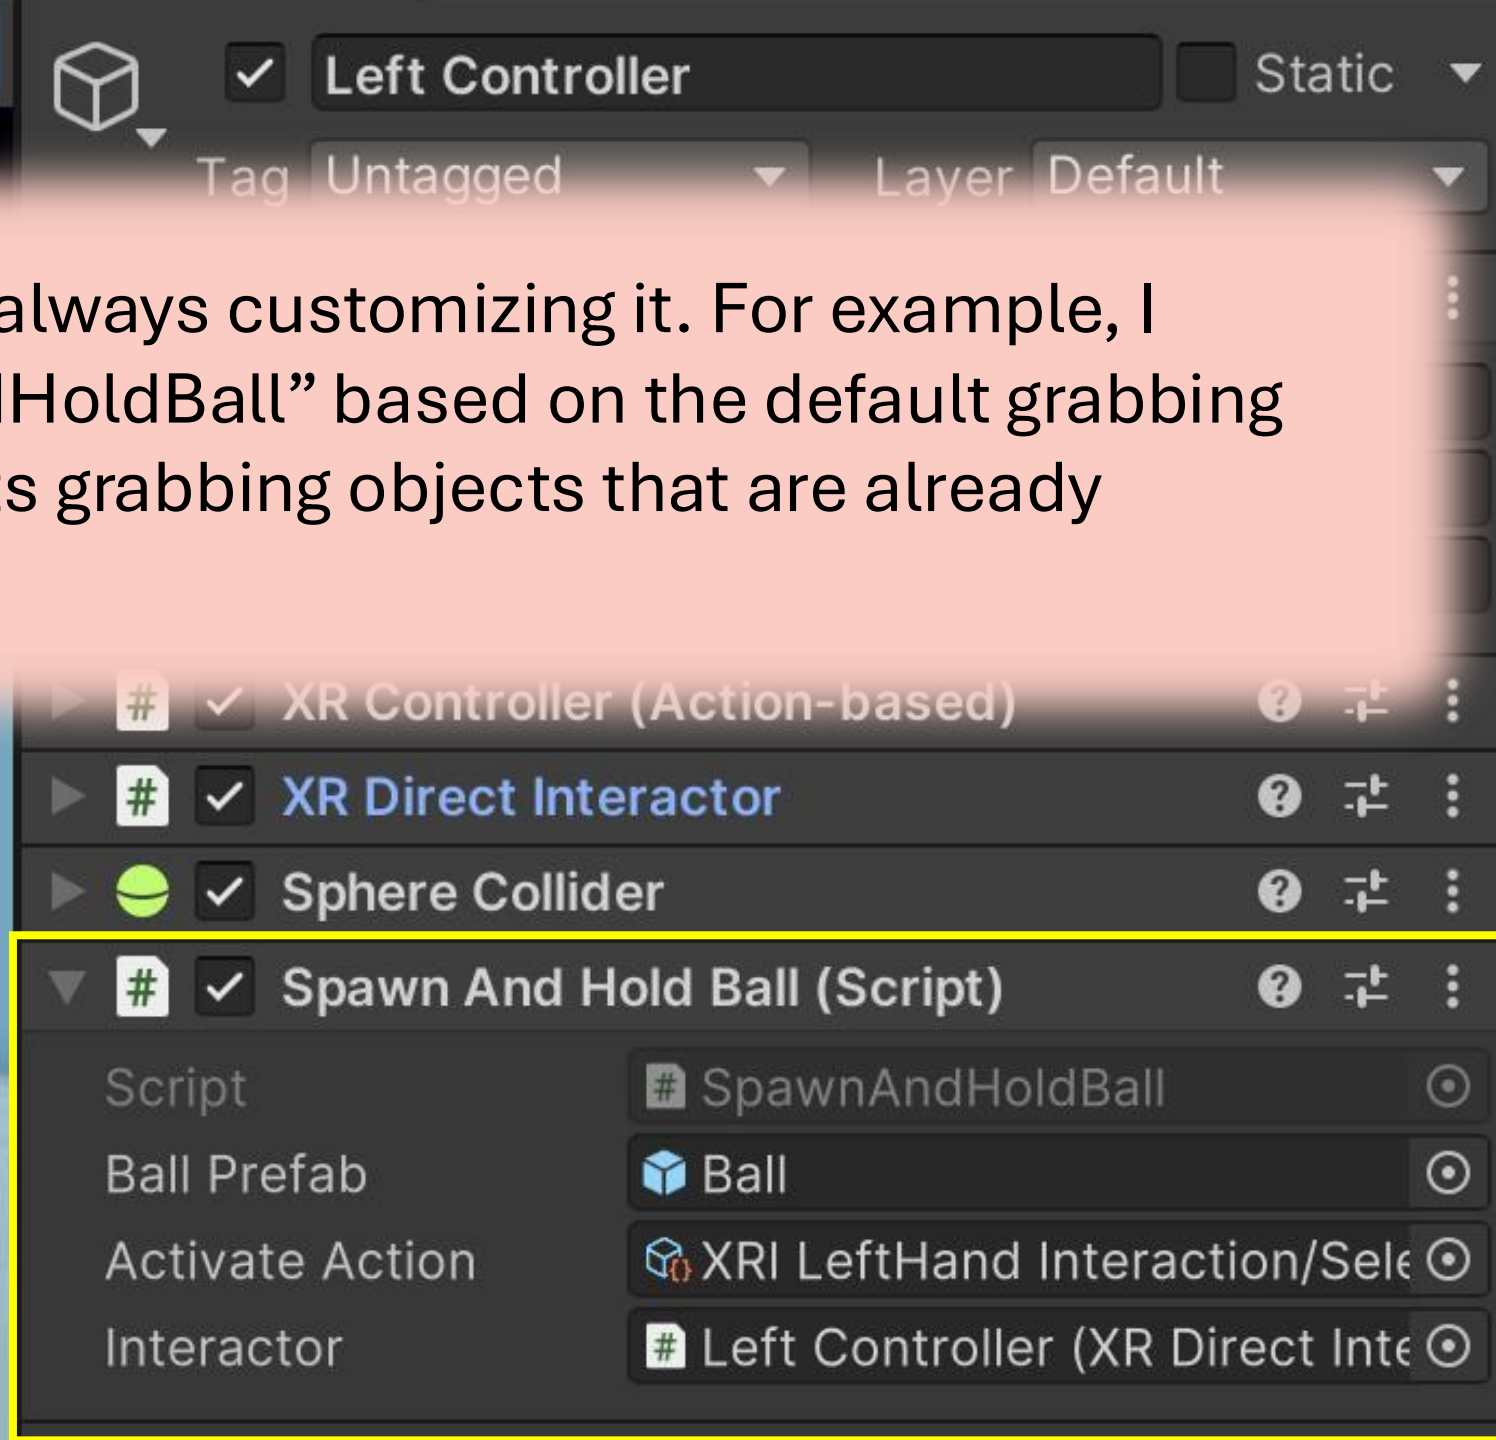 Left Controller Static
Tag Untagged Layer Default
always customizing it. For example, I
HoldBall” based on the default grabbing
grabbing objects that are already
XR Controller (Action-based)
XR Direct Interactor
Sphere Collider
Spawn And Hold Ball (Script)
Script SpawnAndHoldBall
Ball Prefab Ball
Activate Action XRI LeftHand Interaction/Sele
Interactor Left Controller (XR Direct Inte